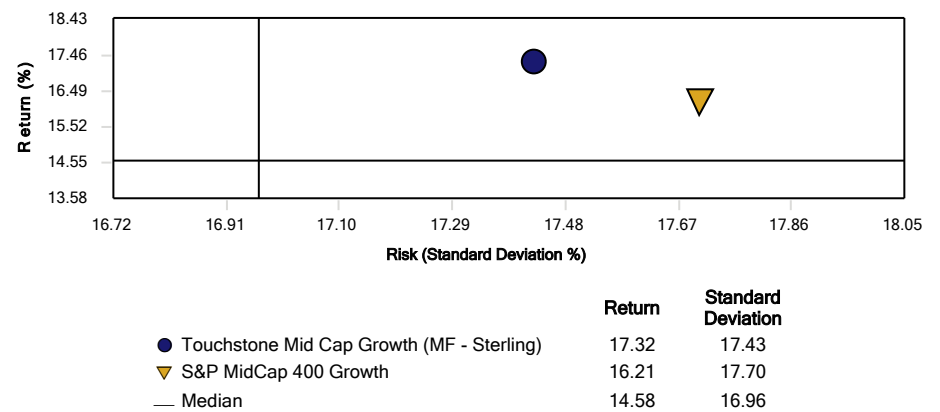 18.43
17.46
16.49
15.52
14.55
13.58
Return (%)
16.72 16.91 17.10 17.29 17.48 17.67 17.86 18.05
Risk (Standard Deviation %)
Return Standard Deviation
Touchstone Mid Cap Growth (MF - Sterling) 17.32 17.43
S&P MidCap 400 Growth 16.21 17.70
Median 14.58 16.96